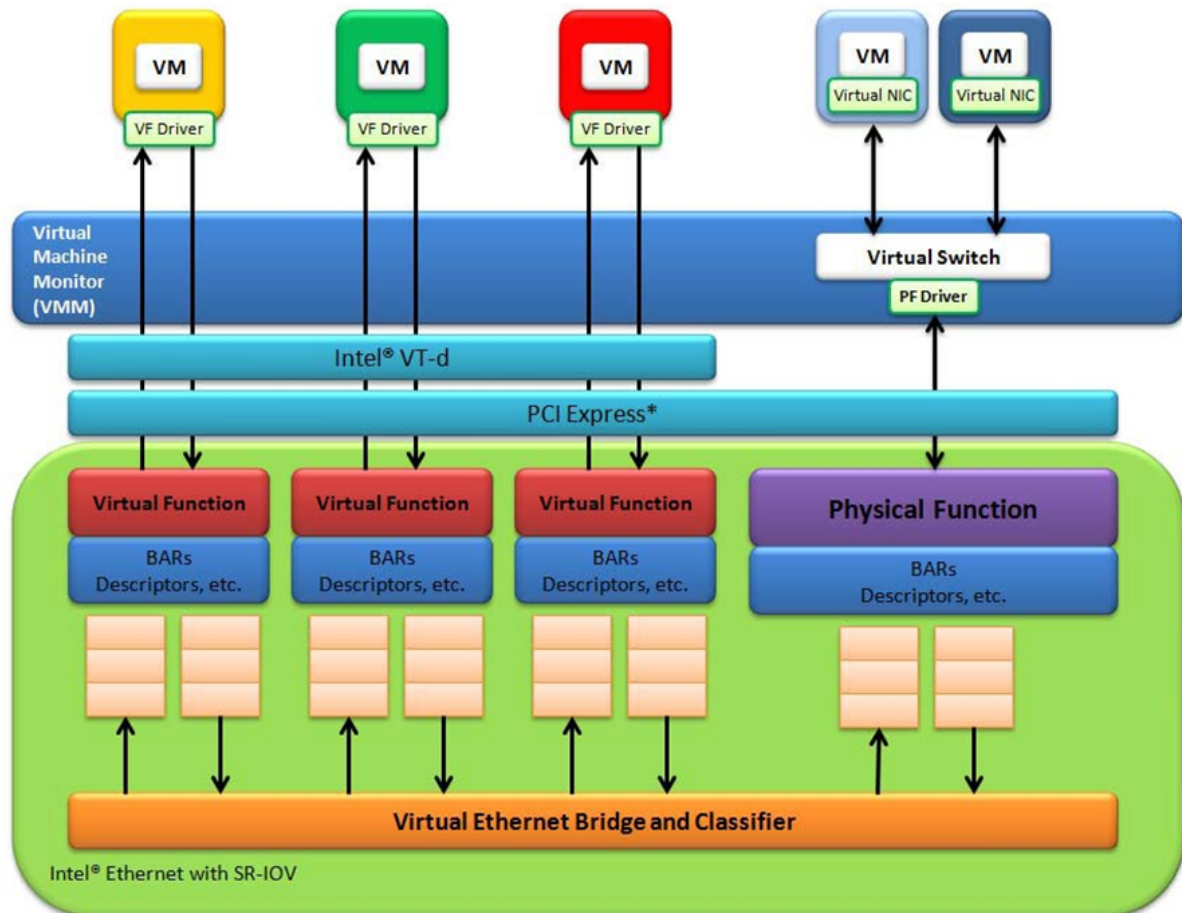 VM
VM
VM
VM
VM
Virtual NIC
Virtual NIC
VF Driver
VF Driver
VF Driver
Virtual
Machine
Monitor
(VMM)
Virtual Switch
PF Driver
Intel® VT-d
PCI Express*
Virtual Function
Virtual Function
Virtual Function
Physical Function
BARs
Descriptors, etc.
BARs
Descriptors, etc.
BARs
Descriptors, etc.
BARs
Descriptors, etc.
Virtual Ethernet Bridge and Classifier
Intel® Ethernet with SR-IOV